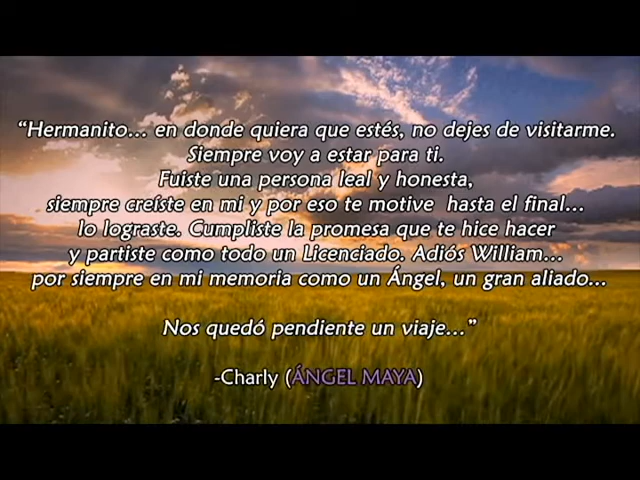 “Hermanito... en donde quiera que estés, no dejes de visitarme.
Siempre voy a estar para ti.
Fuiste una persona leal y honesta,
siempre creíste en mi y por eso te motive hasta el final...
lo lograste. Cumpliste la promesa que te hice hacer
y partiste como todo un Licenciado. Adiós William...
por siempre en mi memoria como un Ángel, un gran aliado...
Nos quedó pendiente un viaje...”
-Charly (ÁNGEL MAYA)